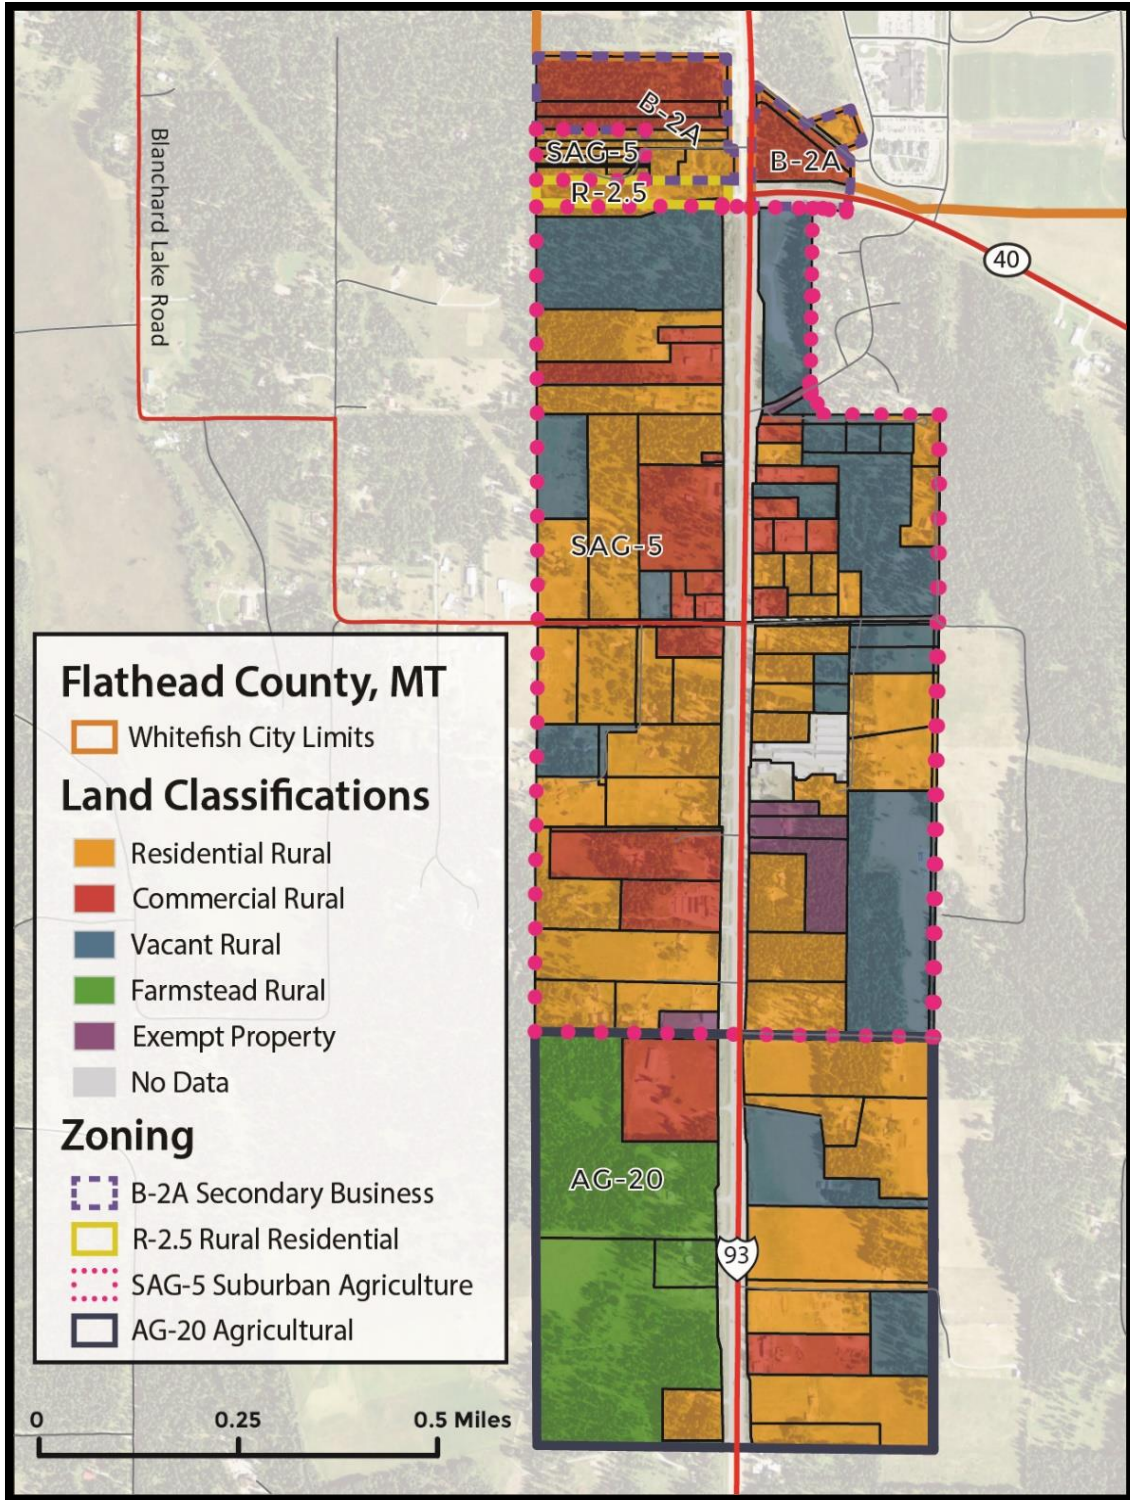 B-2A
SAG-5
B-2A
R-2.5
Blanchard Lake Road
40
SAG-5
Flathead County, MT
Whitefish City Limits
Land Classifications
Residential Rural
Commercial Rural
Vacant Rural
Farmstead Rural
Exempt Property
No Data
Zoning
B-2A Secondary Business
R-2.5 Rural Residential
SAG-5 Suburban Agriculture
AG-20 Agricultural
AG-20
93
0 0.25 0.5 Miles